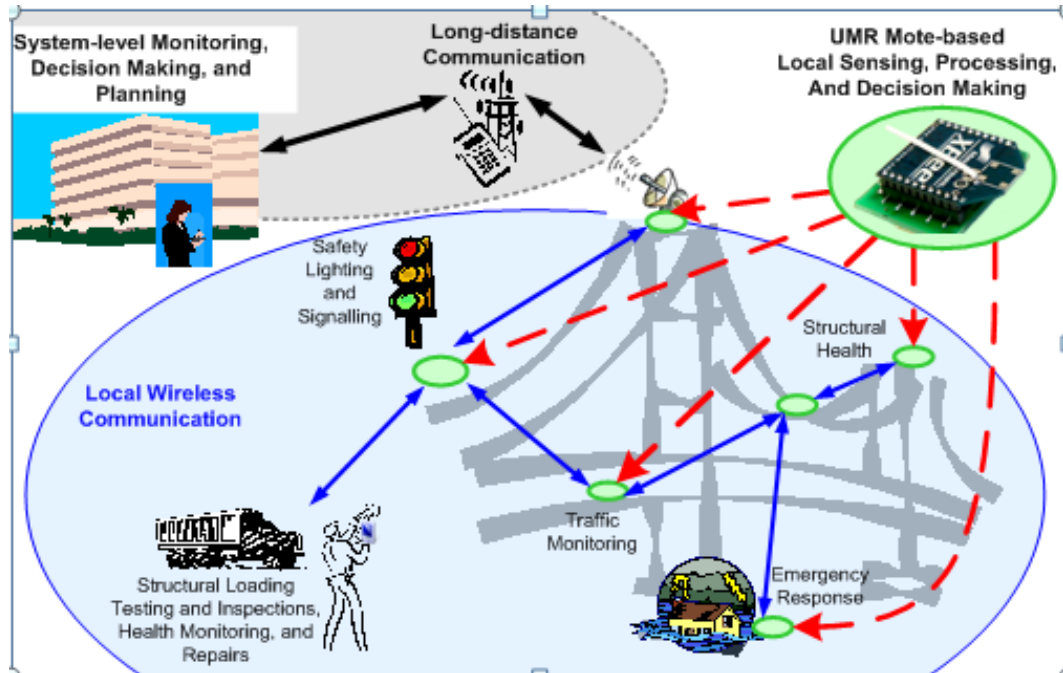 System-level Monitoring,
Decision Making, and
Planning
Long-distance
Communication
UMR Mote-based
Local Sensing, Processing,
And Decision Making
XBEE
Safety
Lighting
and
Signalling
Structural
Health
Local Wireless
Communication
Traffic
Monitoring
Structural Loading
Testing and Inspections,
Health Monitoring, and
Repairs
Emergency
Response